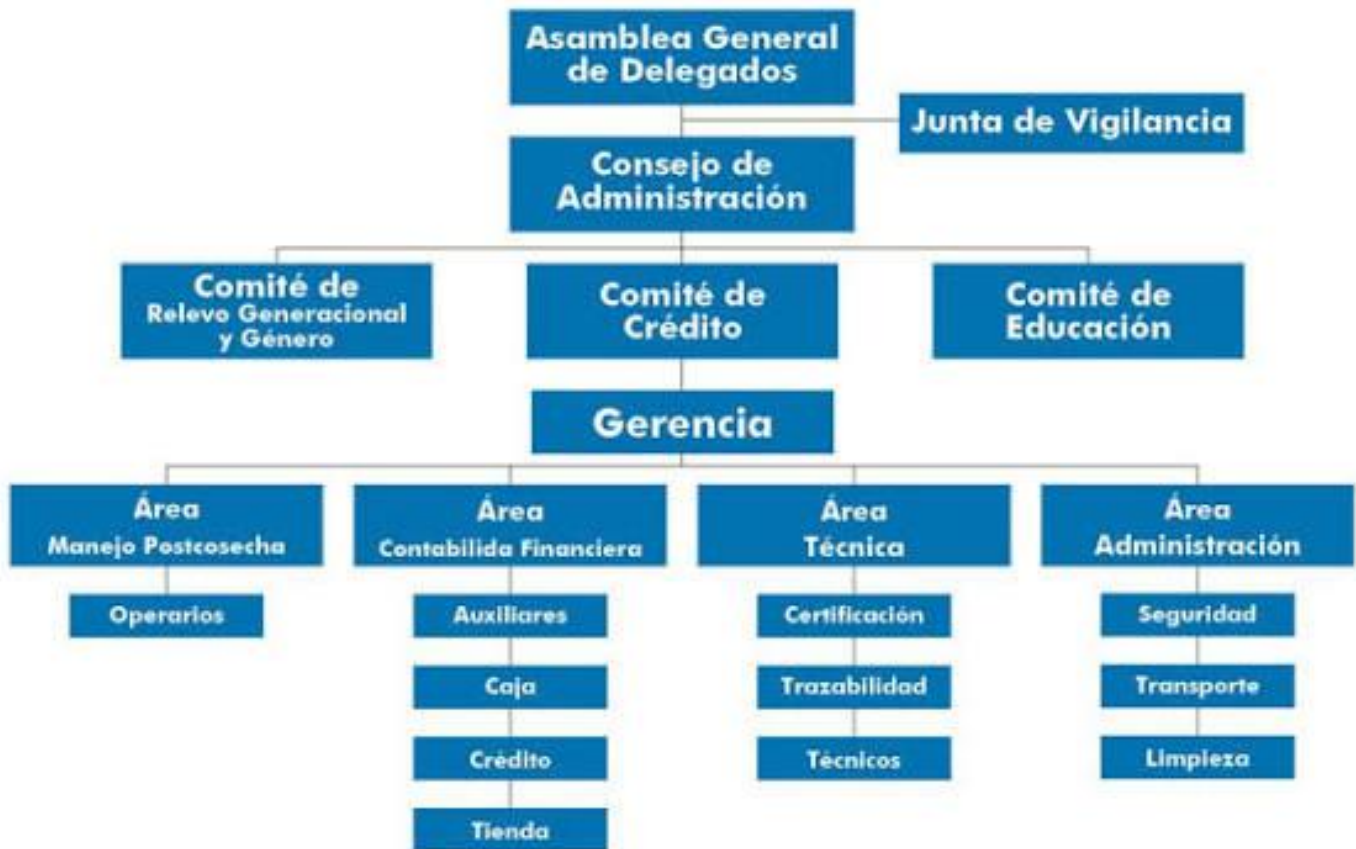 Asamblea General
de Delegados
Junta de Vigilancia
Consejo de
Administración
Comité de
Relevo Generacional
y Género
Comité de
Crédito
Comité de
Educación
Gerencia
Área
Manejo Postcosecha
Área
Contabilida Financiera
Área
Técnica
Área
Administración
Operarios
Auxiliares
Caja
Crédito
Tienda
Certificación
Trazabilidad
Técnicos
Seguridad
Transporte
Limpieza